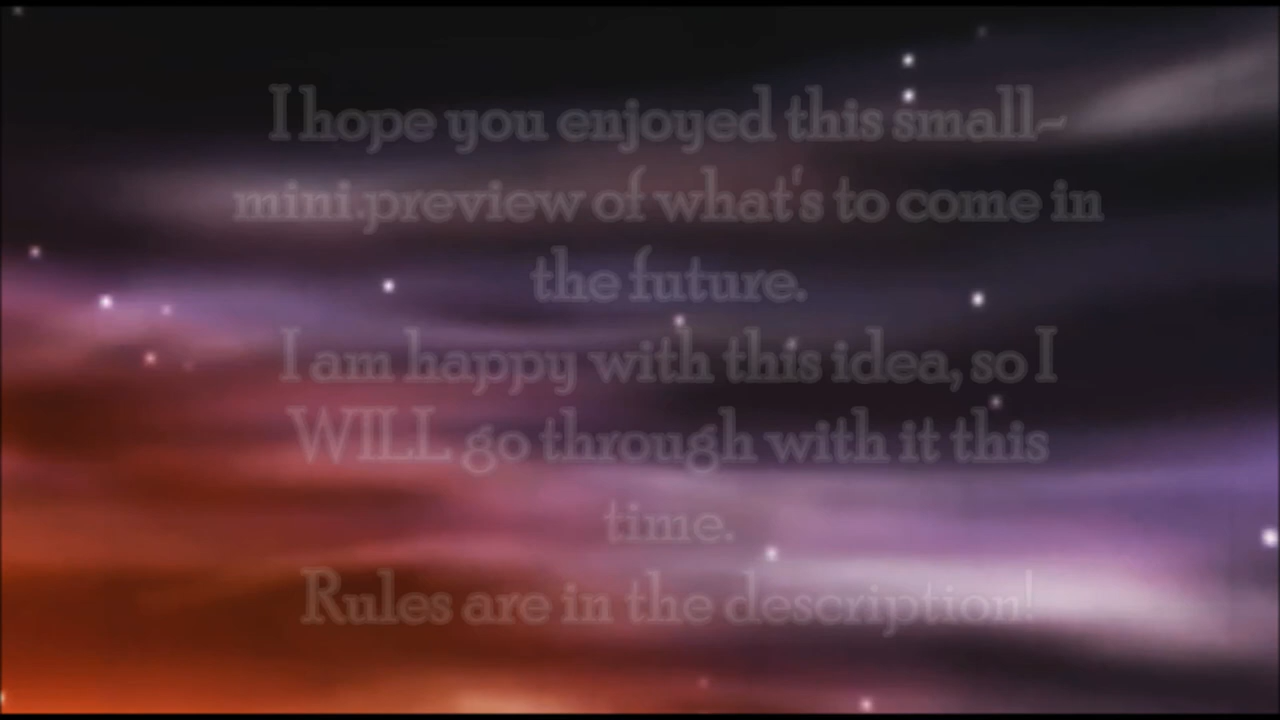 I hope you enjoyed this small~
mini preview of what's to come in
the future.
I am happy with this idea, so I
WILL go through with it this
time.
Rules are in the description!